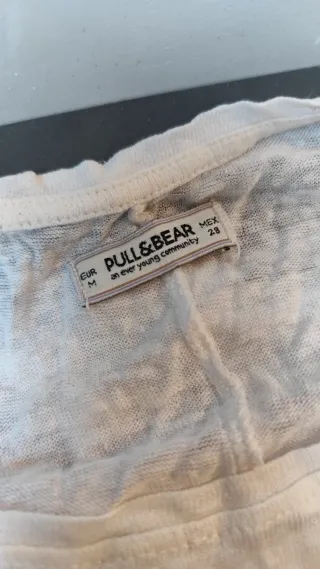 EUR
M
PULL&BEAR
an ever young community
MEX
28